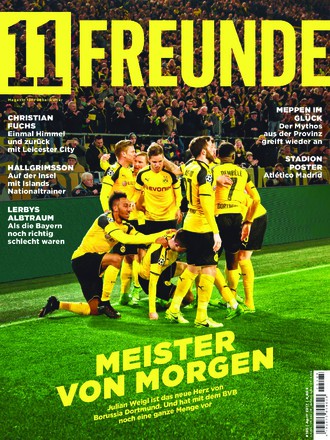 11 FREUNDE
CHRISTIAN
FUCHS
Einmal Himmel
und zurück
mit Leicester City
HALLGRIMSSON
Auf der Insel
mit Islands
Nationaltrainer
LERBYS
ALBTRAUM
Als die Bayern
noch richtig
schlecht waren
MEPPEN IM
GLÜCK
Der Mythos
aus der Provinz
greift wieder an
STADION
POSTER
Atlético Madrid
DEMBÉLÉ
MEISTER
VON MORGEN
Julian Weigl ist das neue Herz von
Borussia Dortmund. Und hat mit dem BVB
noch eine ganze Menge vor